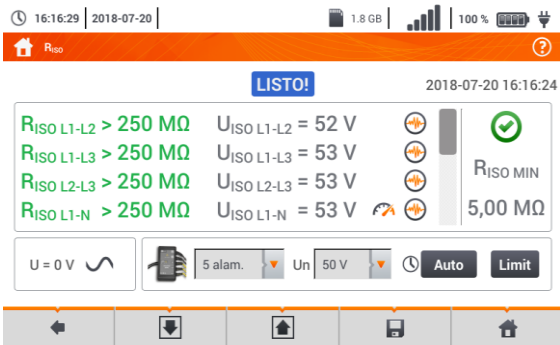 16:16:29 2018-07-20 1.8 GB 100 %
RISO ?
LISTO! 2018-07-20 16:16:24
RISO L1-L2 > 250 MΩ UISO L1-L2 = 52 V
RISO L1-L3 > 250 MΩ UISO L1-L3 = 53 V
RISO L2-L3 > 250 MΩ UISO L2-L3 = 53 V
RISO L1-N > 250 MΩ UISO L1-N = 53 V
RISO MIN
5,00 MΩ
U = 0 V 5 alam. Un 50 V Auto Limit